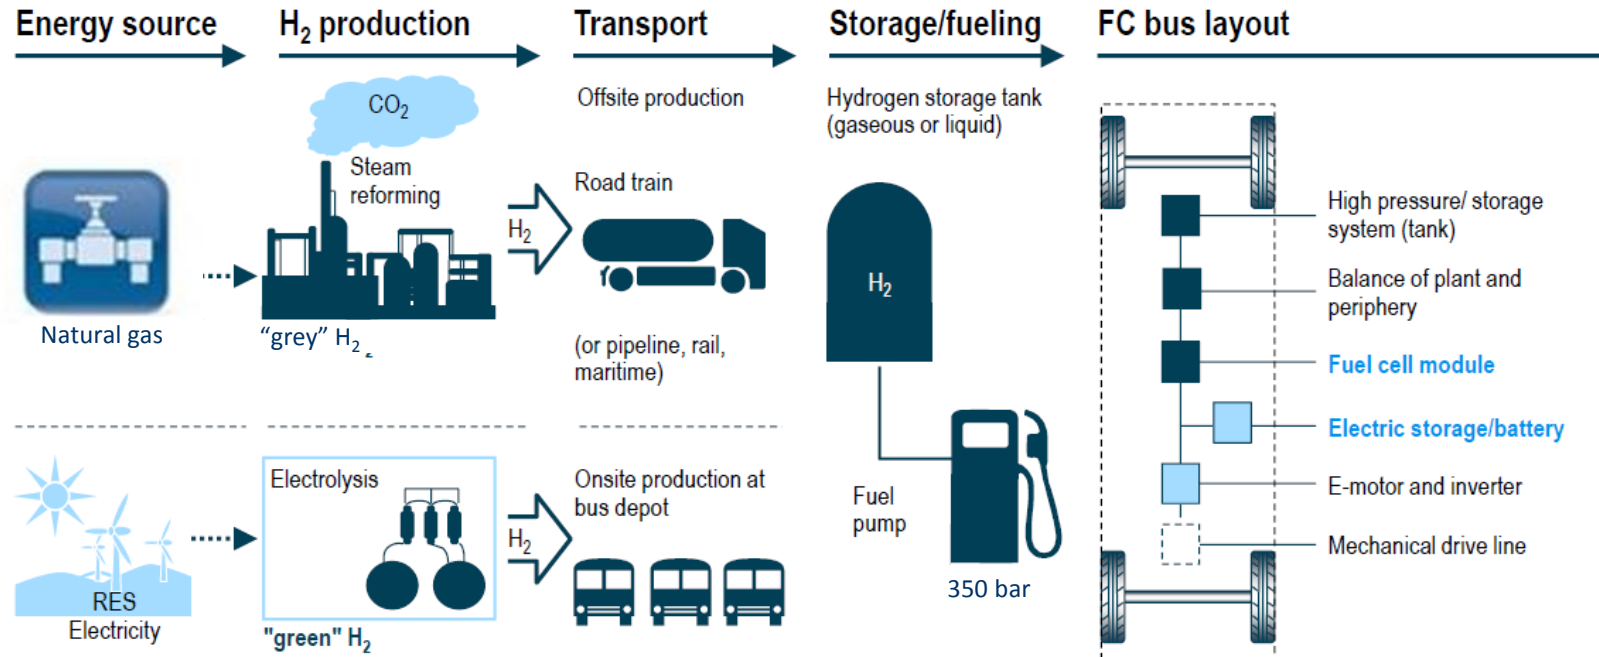 Energy source
H₂ production
Transport
Storage/fueling
FC bus layout
CO₂
Steam
reforming
Natural gas
"grey" H₂
₂
H₂
Offsite production
Road train
(or pipeline, rail,
maritime)
RES
Electricity
Electrolysis
"green" H₂
H₂
Onsite production at
bus depot
Hydrogen storage tank
(gaseous or liquid)
H₂
Fuel
pump
350 bar
High pressure/ storage
system (tank)
Balance of plant and
periphery
Fuel cell module
Electric storage/battery
E-motor and inverter
Mechanical drive line